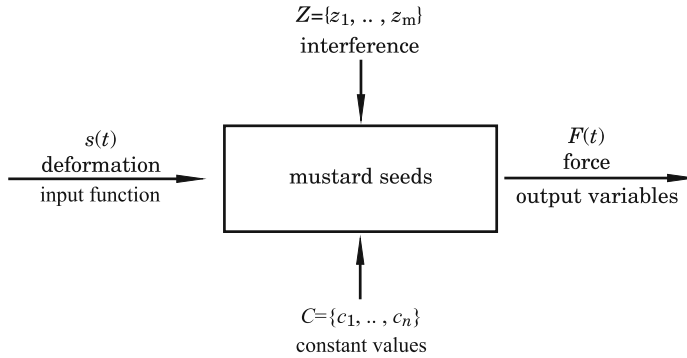 Z={z₁, .. , zₘ}
interference
s(t)
deformation
input function
mustard seeds
F(t)
force
output variables
C={c₁, .. , cₙ}
constant values